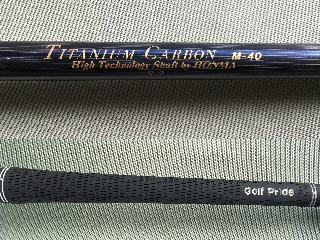 TITANIUM CARBON M-40
High Technology Shaft by HONMA
Golf Pride